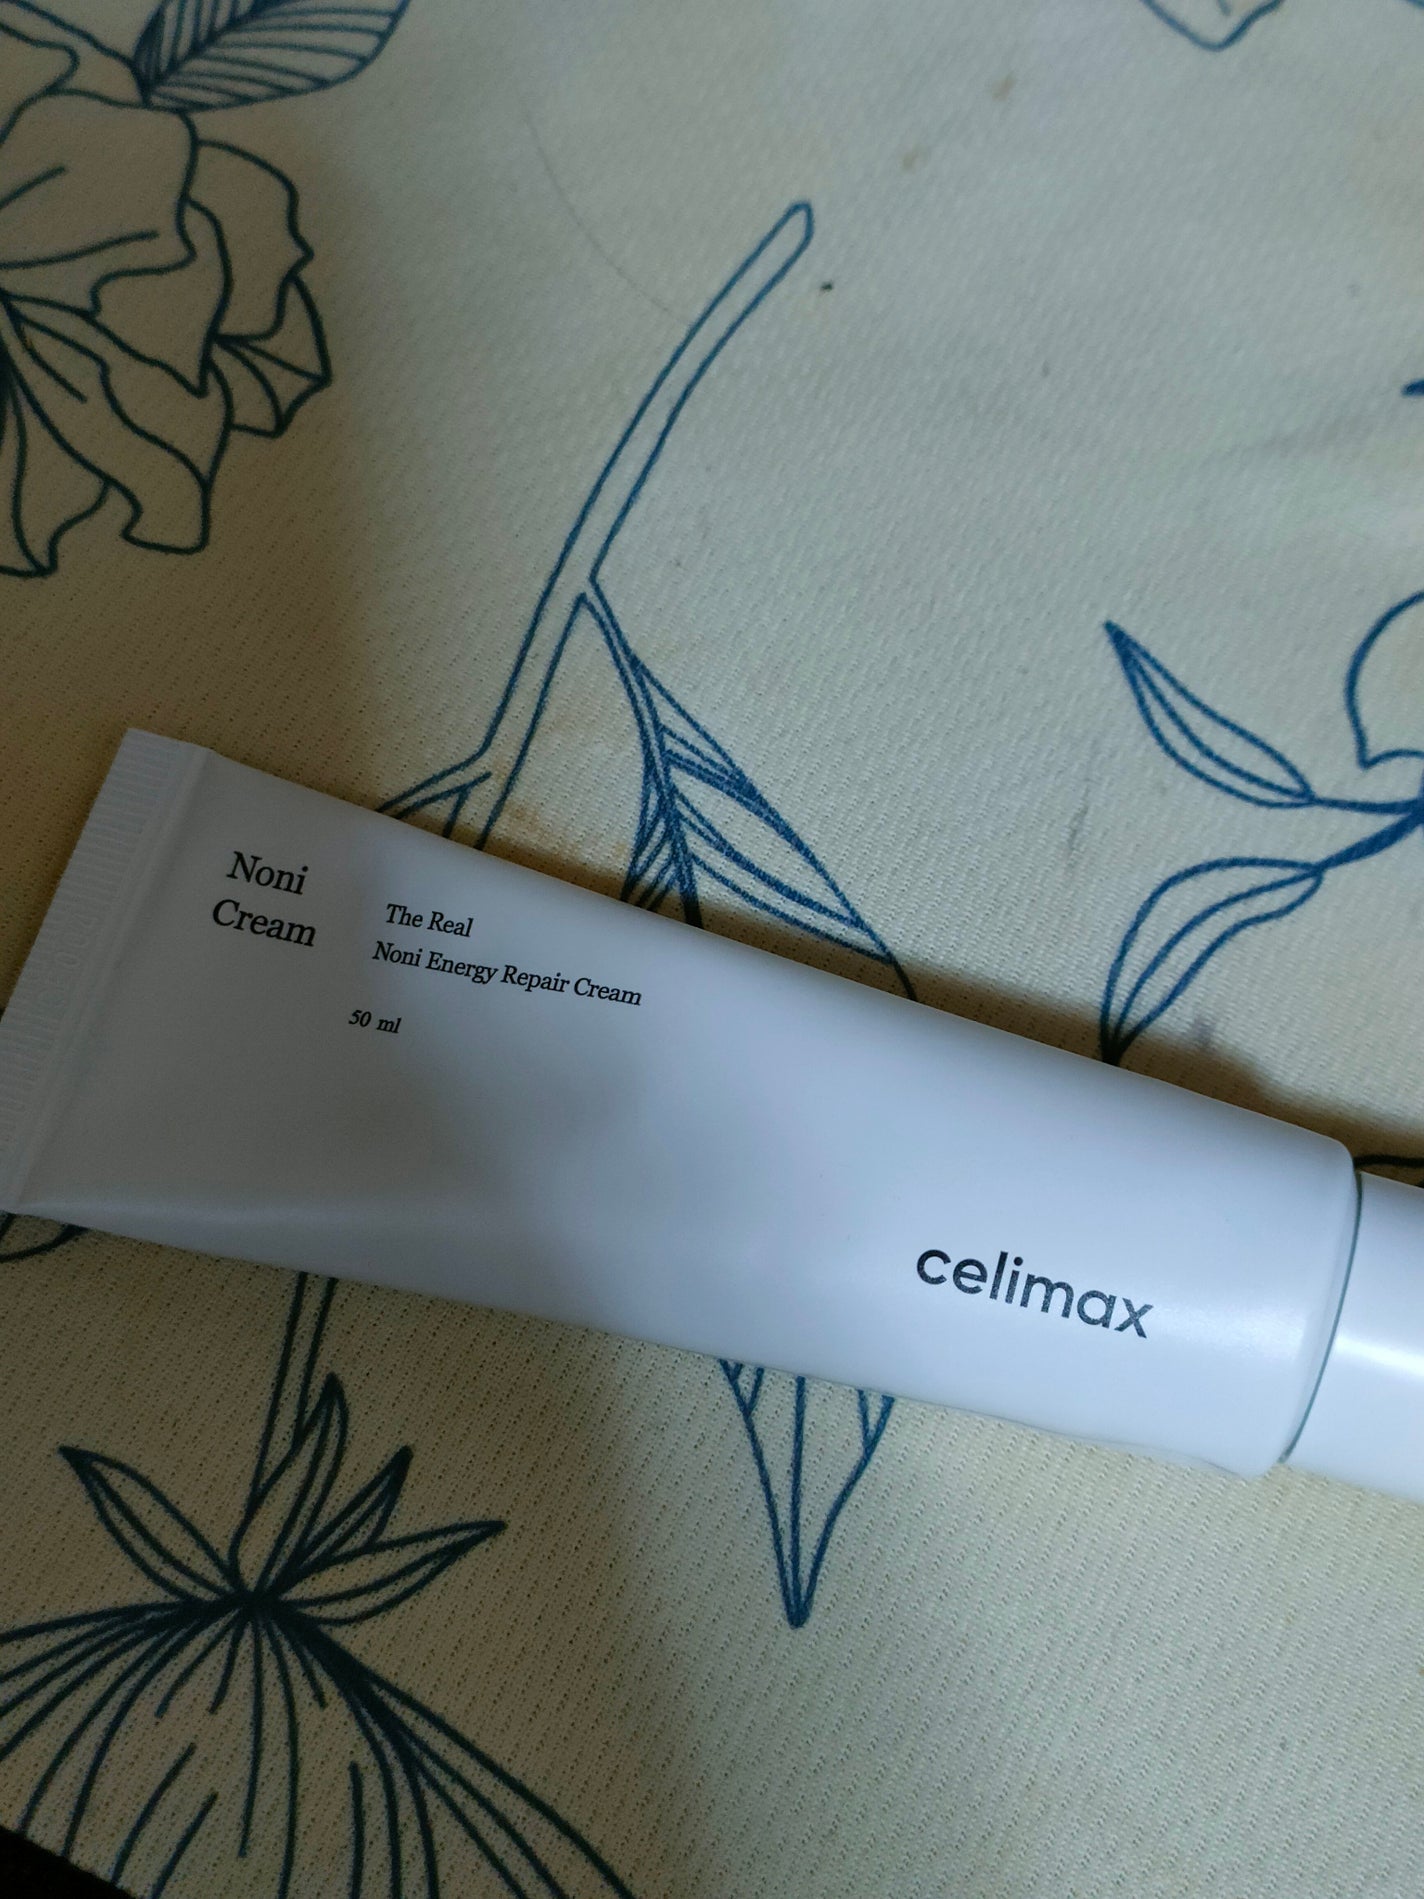 Noni
Cream
The Real
Noni Energy Repair Cream
50 ml
celimax